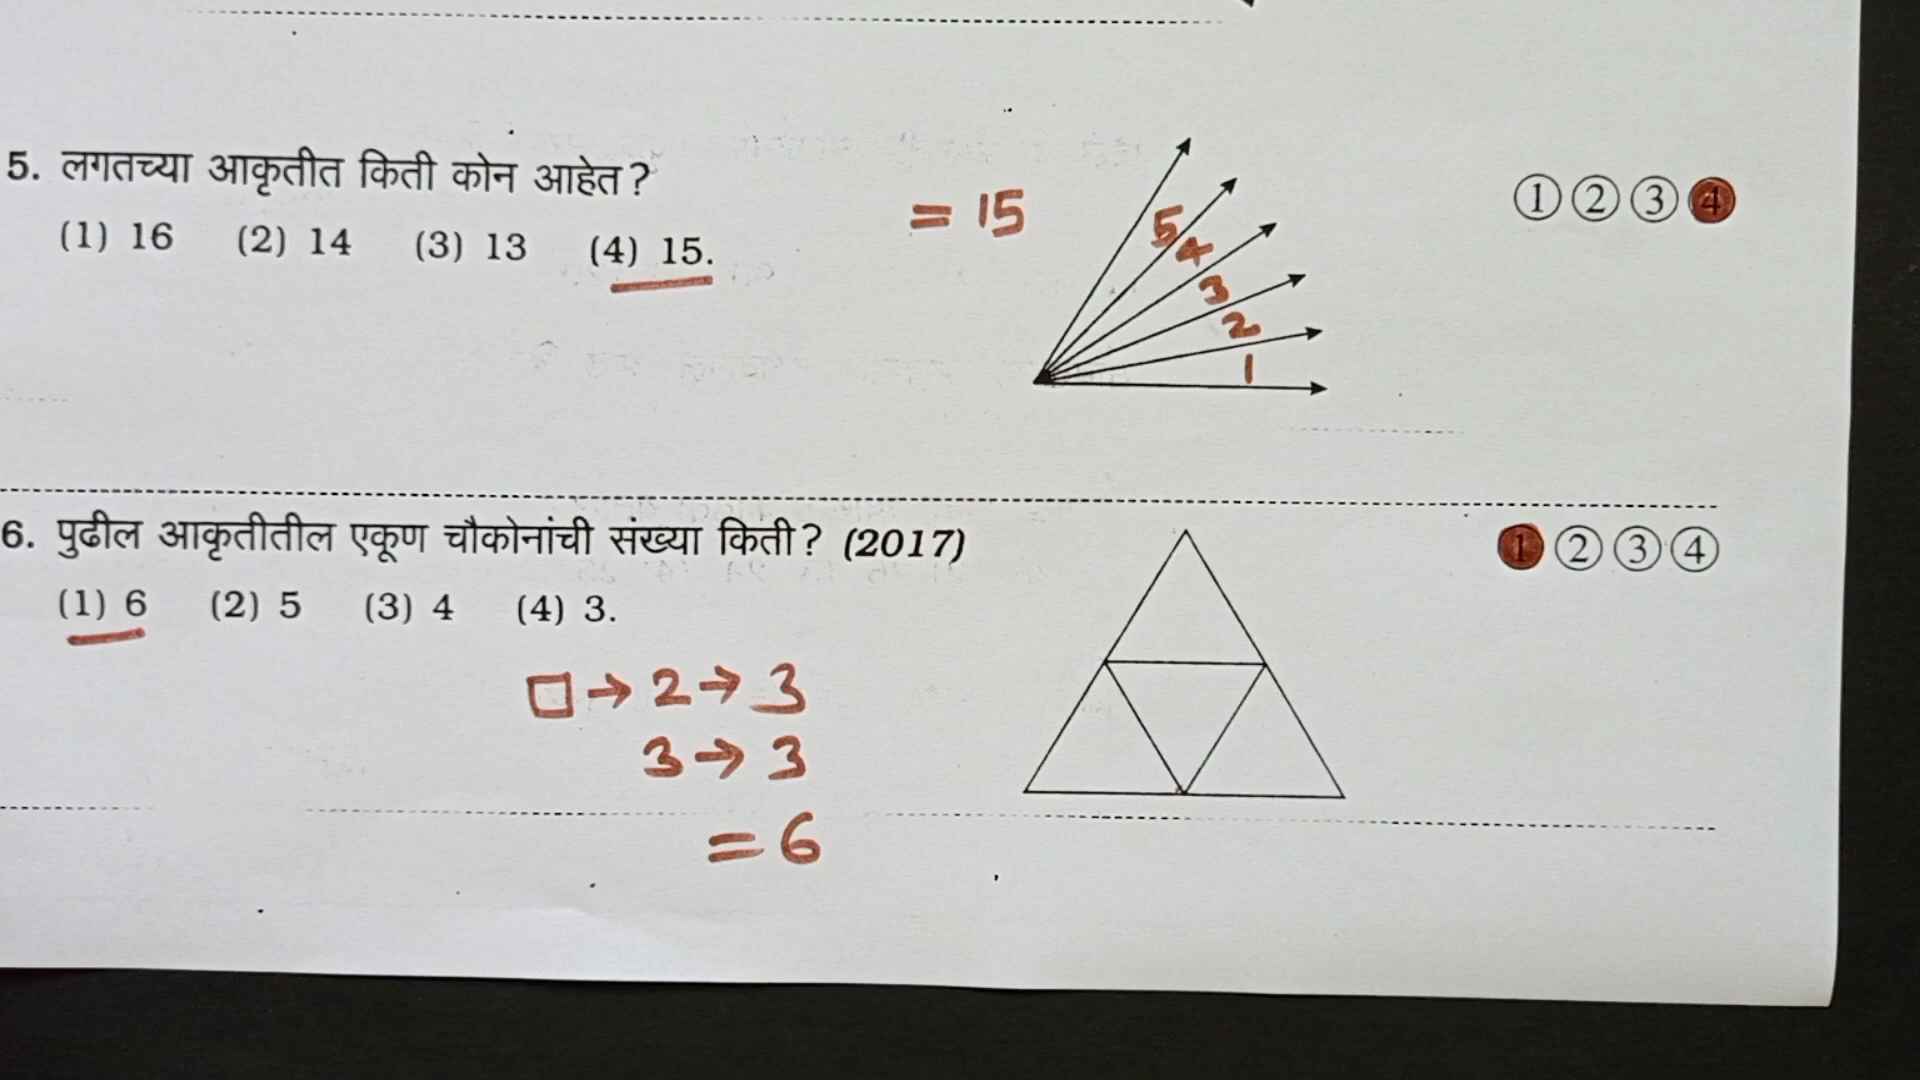 5. लगतच्या आकृतीत किती कोन आहेत?
(1) 16 (2) 14 (3) 13 (4) 15.
= 15
5
4
3
2
1
① ② ③ ④
6. पुढील आकृतीतील एकूण चौकोनांची संख्या किती? (2017)
(1) 6 (2) 5 (3) 4 (4) 3.
① ② ③ ④
□→2→3
3→3
=6